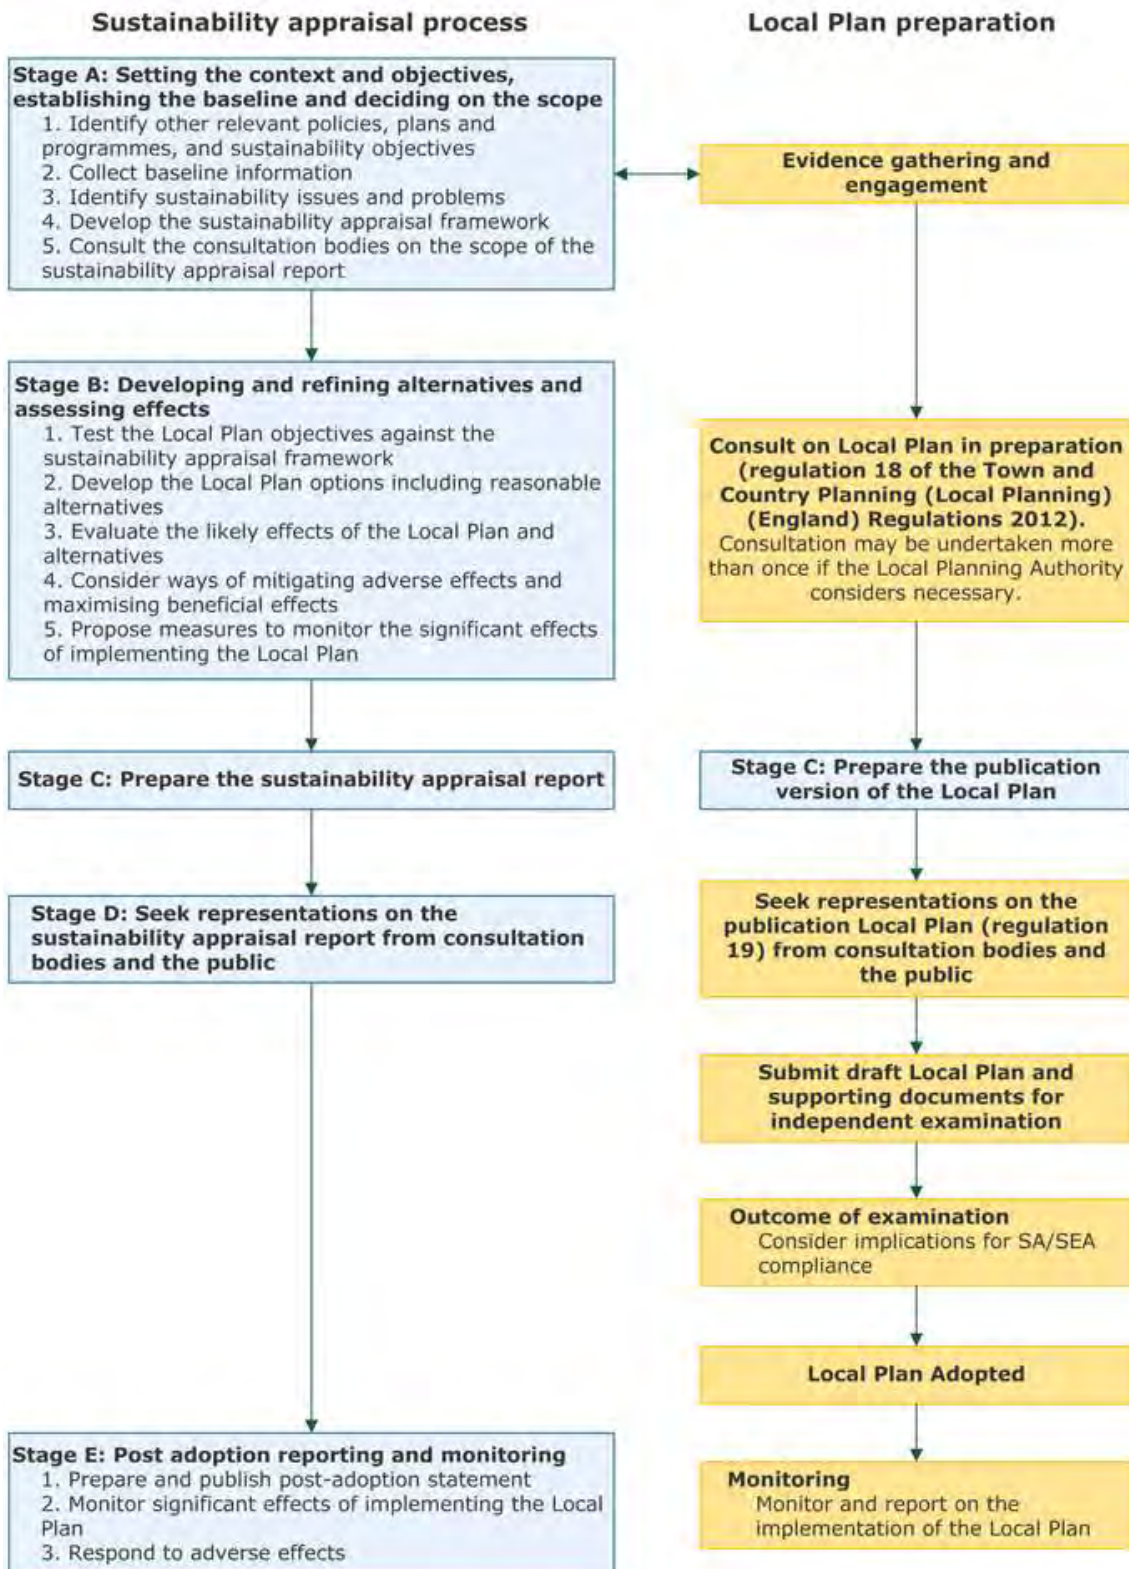 Sustainability appraisal process
Local Plan preparation
Stage A: Setting the context and objectives,
establishing the baseline and deciding on the scope
1. Identify other relevant policies, plans and
programmes, and sustainability objectives
2. Collect baseline information
3. Identify sustainability issues and problems
4. Develop the sustainability appraisal framework
5. Consult the consultation bodies on the scope of the
sustainability appraisal report
Evidence gathering and
engagement
Stage B: Developing and refining alternatives and
assessing effects
1. Test the Local Plan objectives against the
sustainability appraisal framework
2. Develop the Local Plan options including reasonable
alternatives
3. Evaluate the likely effects of the Local Plan and
alternatives
4. Consider ways of mitigating adverse effects and
maximising beneficial effects
5. Propose measures to monitor the significant effects
of implementing the Local Plan
Consult on Local Plan in preparation
(regulation 18 of the Town and
Country Planning (Local Planning)
(England) Regulations 2012).
Consultation may be undertaken more
than once if the Local Planning Authority
considers necessary.
Stage C: Prepare the sustainability appraisal report
Stage C: Prepare the publication
version of the Local Plan
Stage D: Seek representations on the
sustainability appraisal report from consultation
bodies and the public
Seek representations on the
publication Local Plan (regulation
19) from consultation bodies and
the public
Submit draft Local Plan and
supporting documents for
independent examination
Outcome of examination
Consider implications for SA/SEA
compliance
Local Plan Adopted
Stage E: Post adoption reporting and monitoring
1. Prepare and publish post-adoption statement
2. Monitor significant effects of implementing the Local
Plan
3. Respond to adverse effects
Monitoring
Monitor and report on the
implementation of the Local Plan